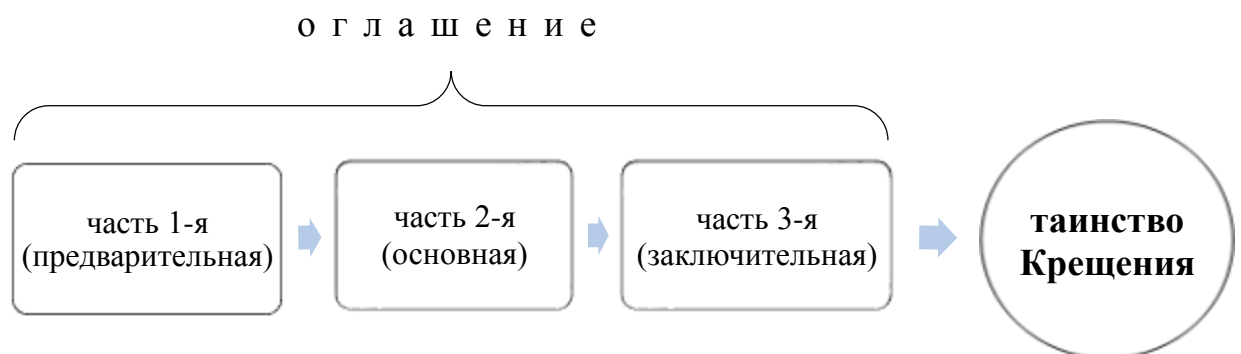 о г л а ш е н и е
часть 1-я
(предварительная)
часть 2-я
(основная)
часть 3-я
(заключительная)
таинство
Крещения